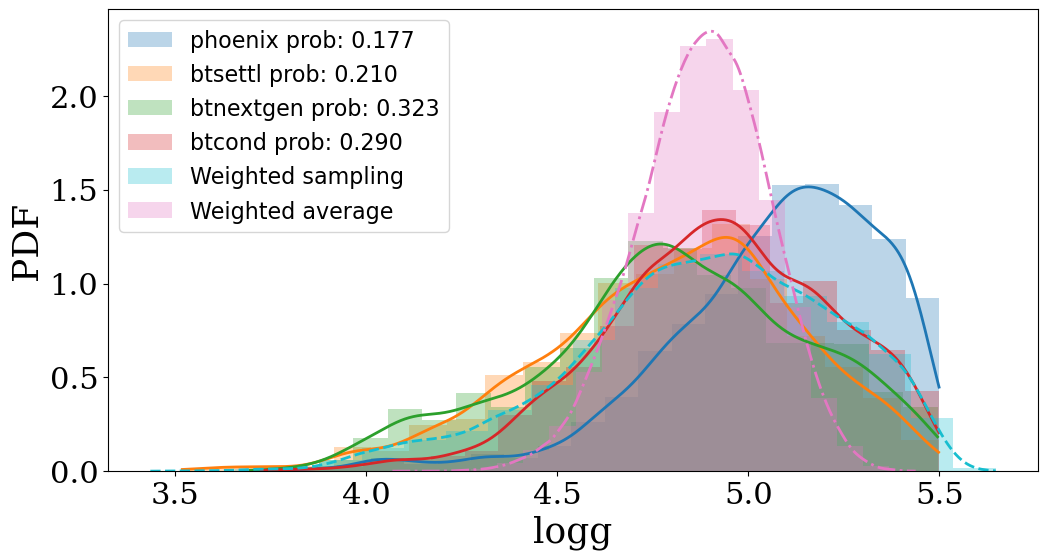 phoenix prob: 0.177
btsettl prob: 0.210
btnextgen prob: 0.323
btcond prob: 0.290
Weighted sampling
Weighted average
PDF
2.0
1.5
1.0
0.5
0.0
3.5 4.0 4.5 5.0 5.5
logg